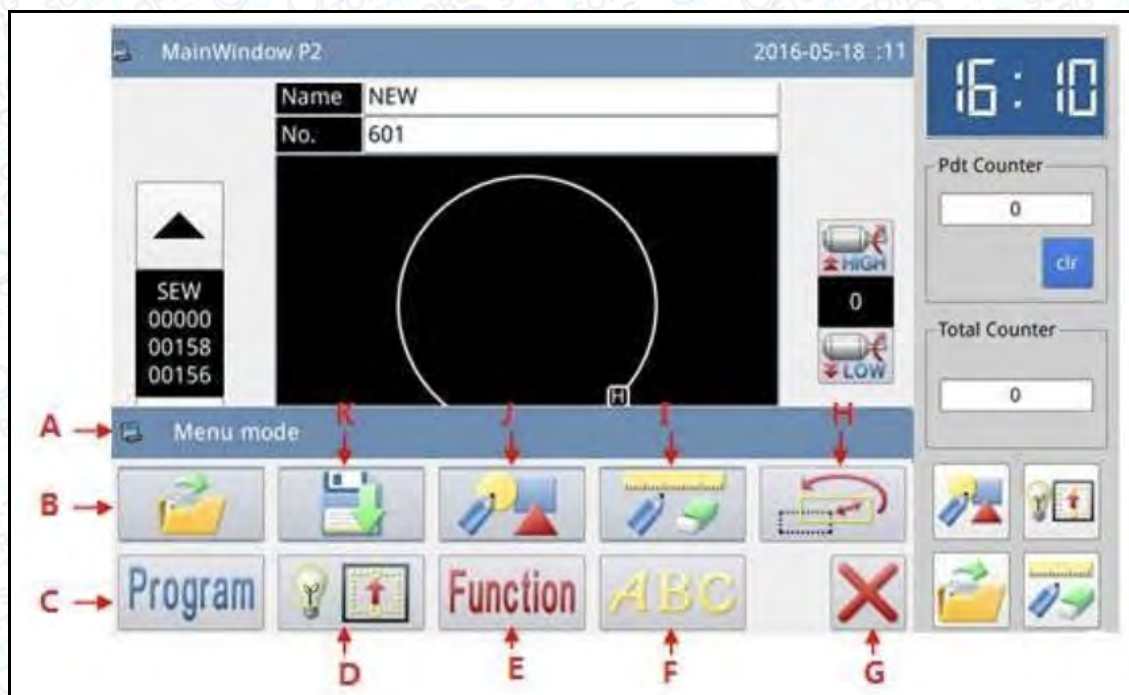 MainWindow P2
2016-05-18 :11
16:10
Name NEW
No. 601
Pdt Counter
0
clr
HIGH
SEW
00000
00158
00156
0
LOW
Total Counter
0
H
A
Menu mode
K
J
I
H
B
C
Program
Function
ABC
D
E
F
G